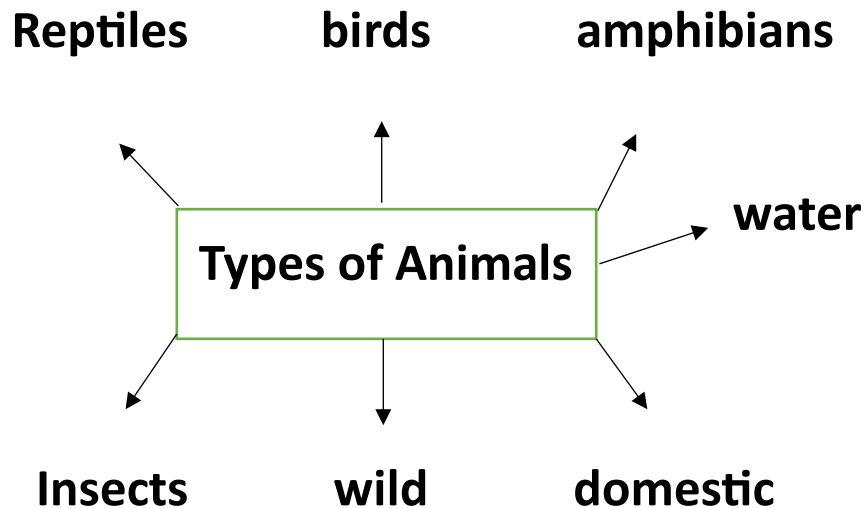 Reptiles
birds
amphibians
water
Types of Animals
Insects
wild
domestic